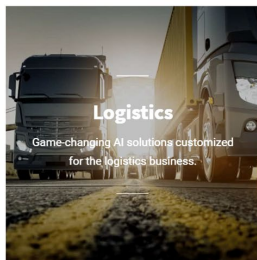 Logistics
Game-changing AI solutions customized
for the logistics business.